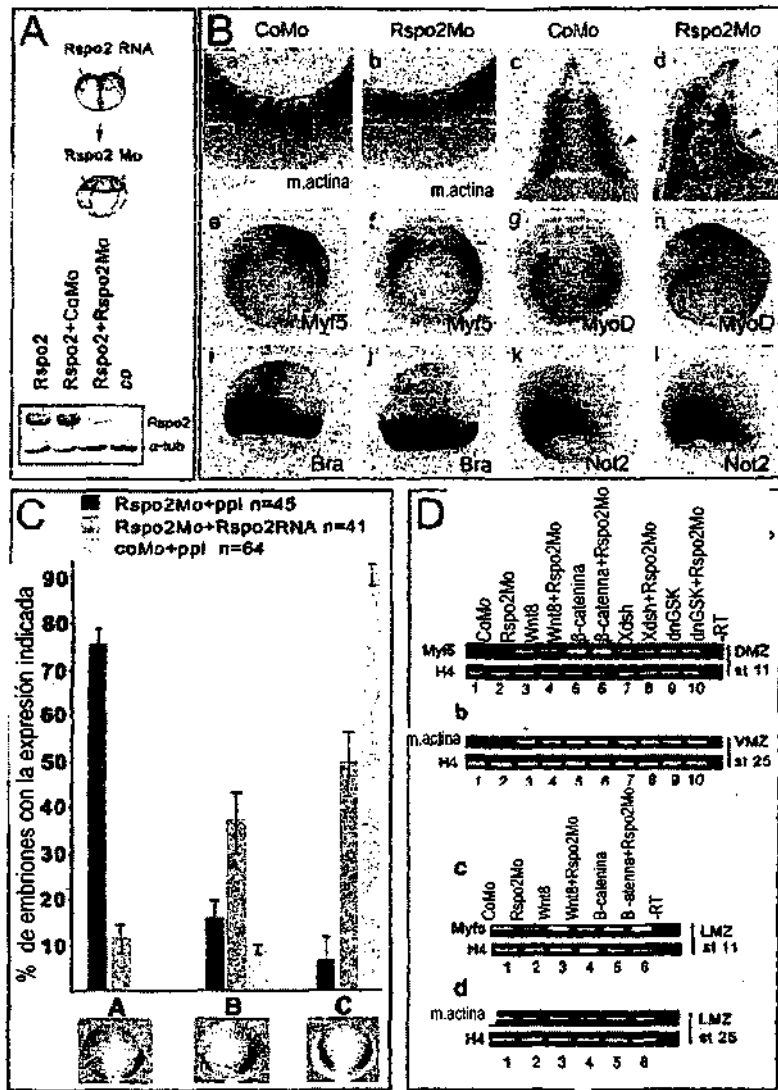 A
Rspo2 RNA
Rspo2 Mo
Rspo2
Rspo2+CoMo
Rspo2+Rspo2Mo
co
Rspo2
α-tub
B
CoMo
Rspo2Mo
CoMo
Rspo2Mo
a
b
c
d
m.actina
m.actina
e
f
g
h
Myf5
Myf5
MyoD
MyoD
i
j
k
l
Bra
Bra
Not2
Not2
C
Rspo2Mo+ppl n=45
Rspo2Mo+Rspo2RNA n=41
coMo+ppl n=64
% de embriones con la expresión indicada
90
80
70
60
50
40
30
20
10
A
B
C
D
CoMo
Rspo2Mo
Wnt8
Wnt8+Rspo2Mo
β-catenina
β-catenna+Rspo2Mo
Xdsh
Xdsh+Rspo2Mo
dnGSK
dnGSK+Rspo2Mo
-RT
Myf5
DMZ
H4
st 11
1 2 3 4 5 6 7 8 9 10
b
m.actina
VMZ
H4
st 25
1 2 3 4 5 6 7 8 9 10
c
CoMo
Rspo2Mo
Wnt8
Wnt8+Rspo2Mo
B-catenina
B-atenna+Rspo2Mo
-RT
Myf5
LMZ
H4
st 11
1 2 3 4 5 6
d
m.actina
LMZ
H4
st 25
1 2 3 4 5 6